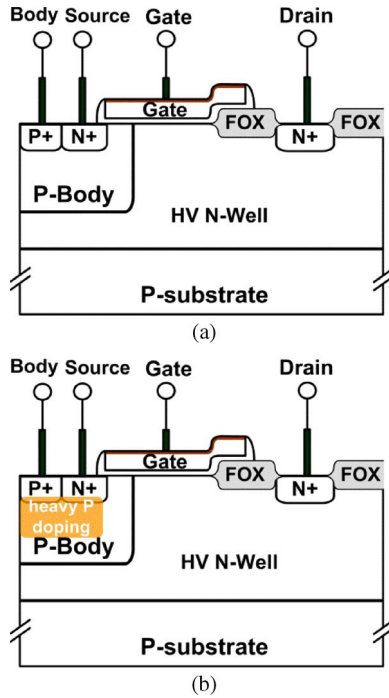 Body Source Gate Drain
Gate
FOX FOX
P+ N+ N+
P-Body
HV N-Well
P-substrate
(a)
Body Source Gate Drain
Gate
FOX FOX
P+ N+ N+
heavy P
doping
P-Body
HV N-Well
P-substrate
(b)